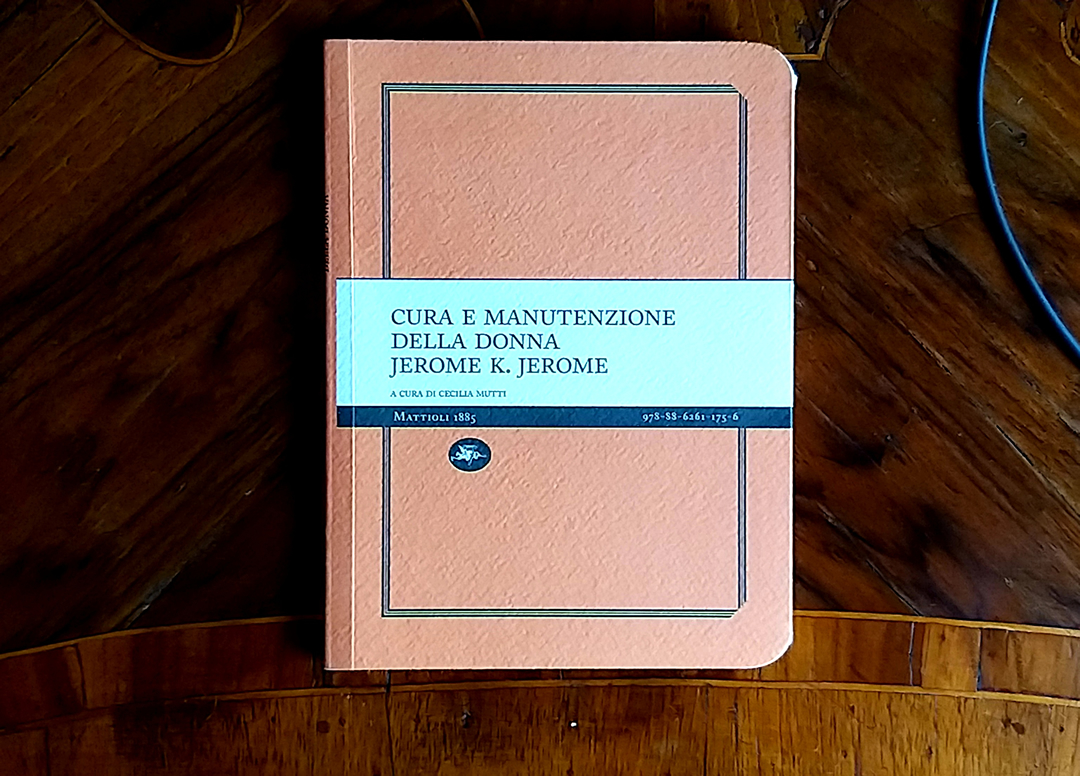 CURA E MANUTENZIONE
DELLA DONNA
JEROME K. JEROME
A CURA DI CECILIA MUTTI
MATTIOLI 1885
978-88-6261-175-6